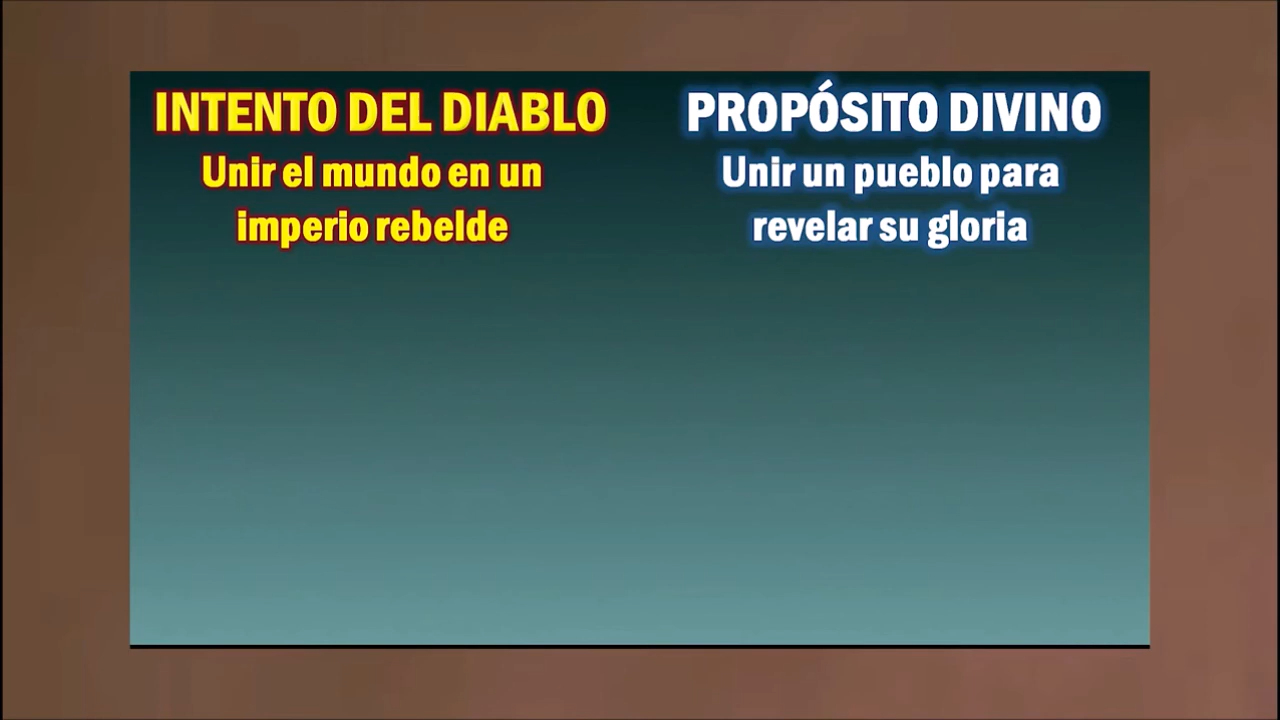 INTENTO DEL DIABLO
Unir el mundo en un
imperio rebelde
PROPÓSITO DIVINO
Unir un pueblo para
revelar su gloria